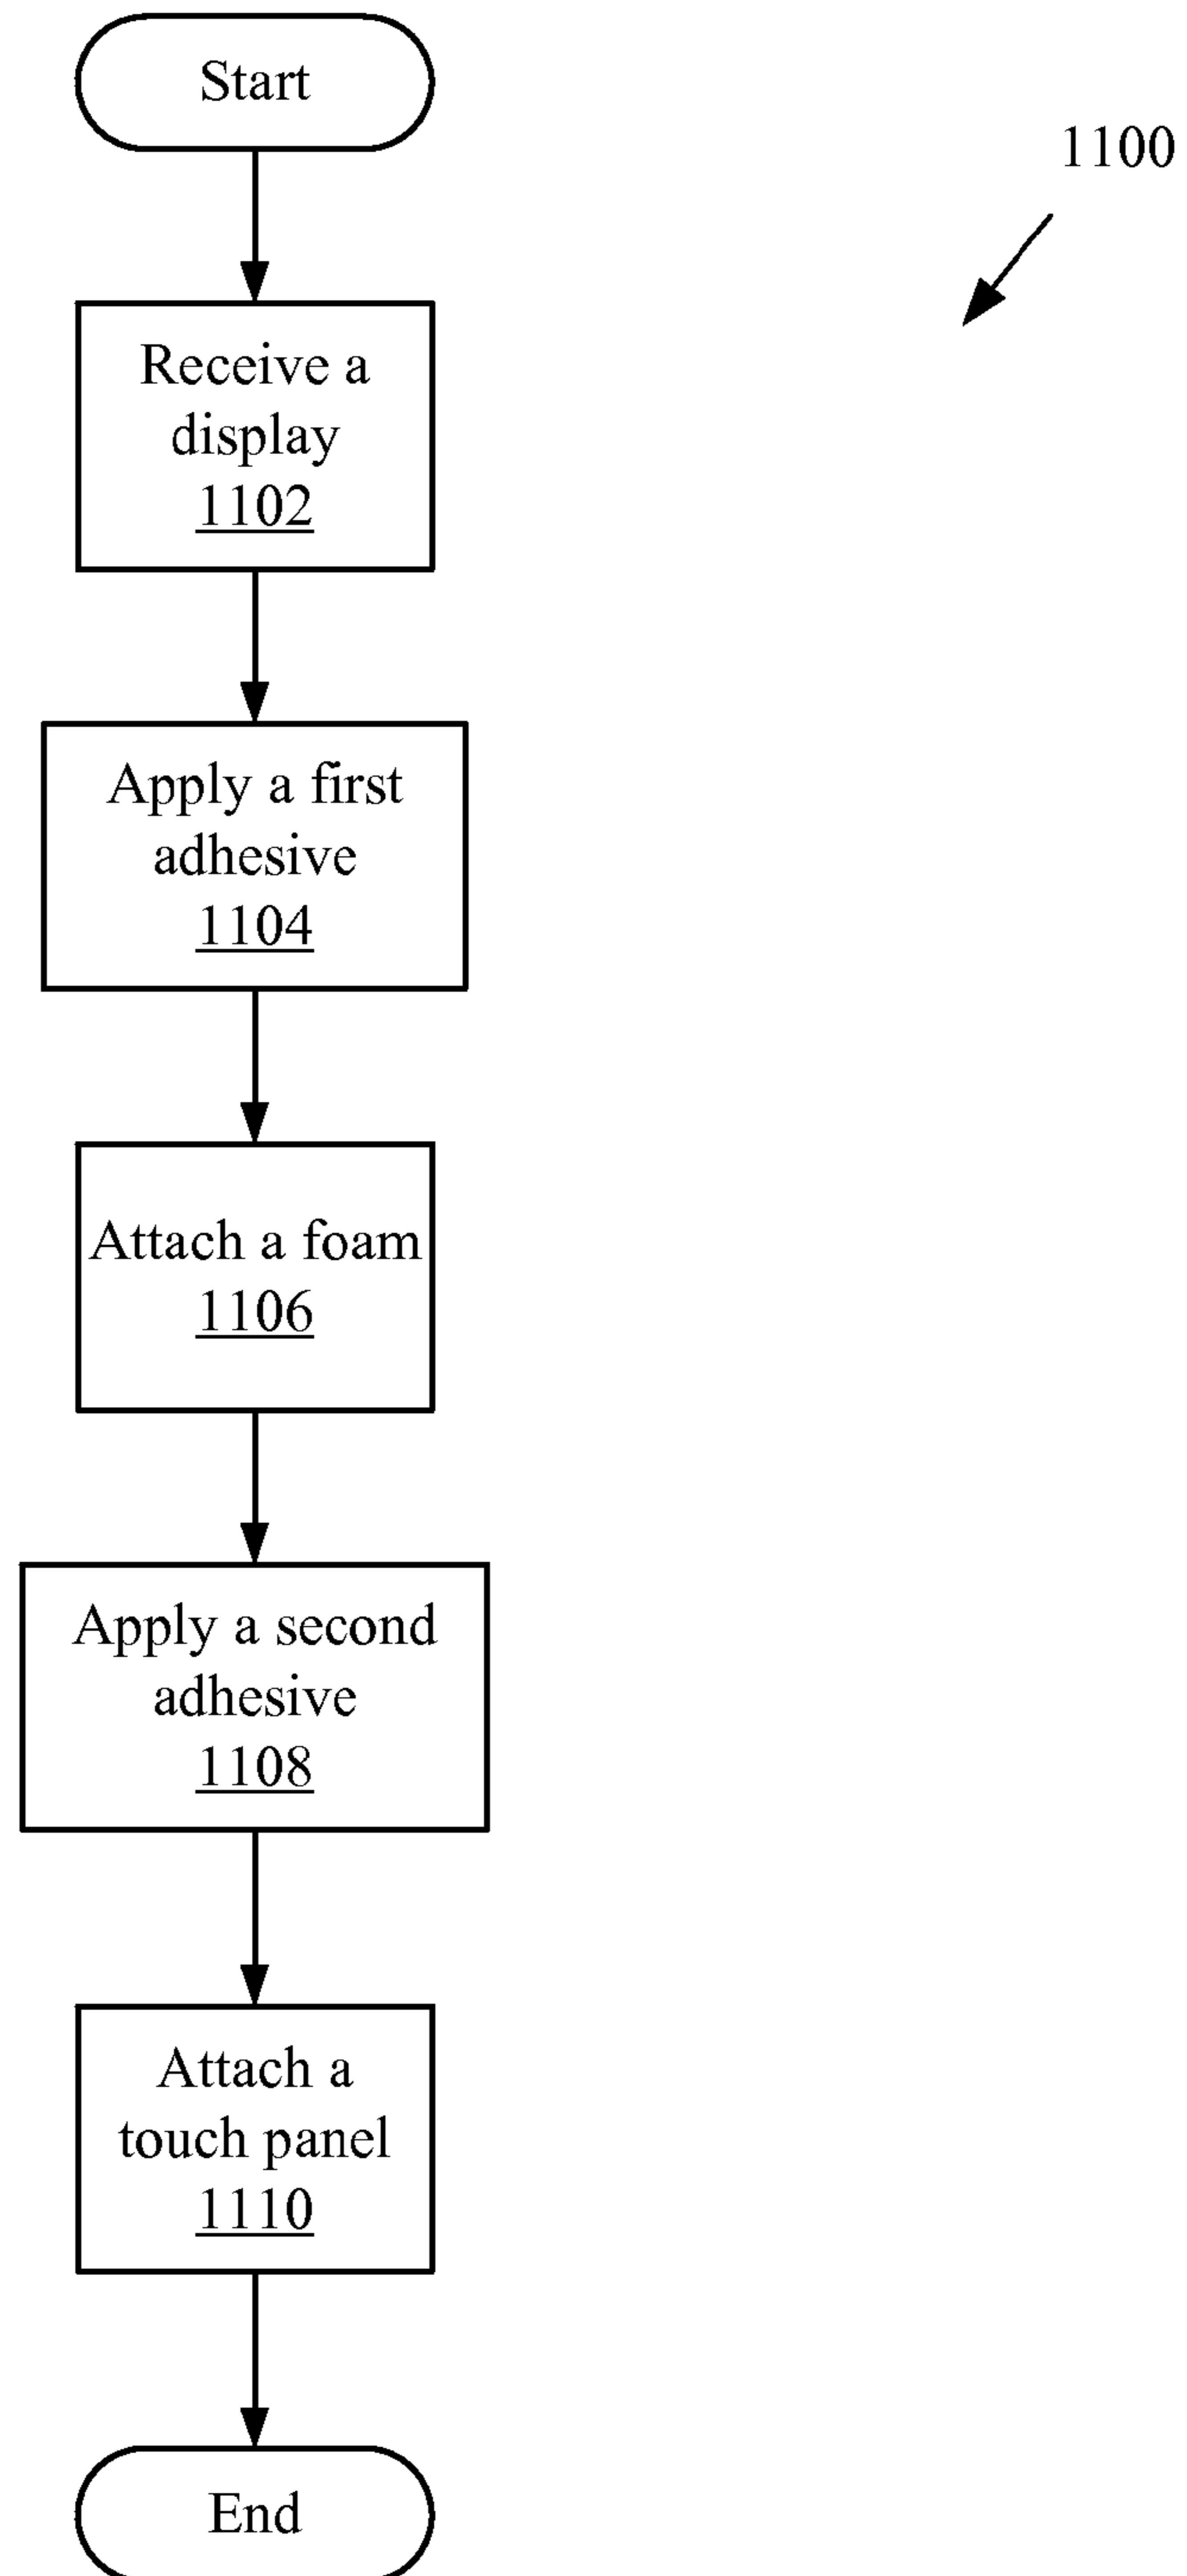 Start
1100
Receive a
display
1102
Apply a first
adhesive
1104
Attach a foam
1106
Apply a second
adhesive
1108
Attach a
touch panel
1110
End